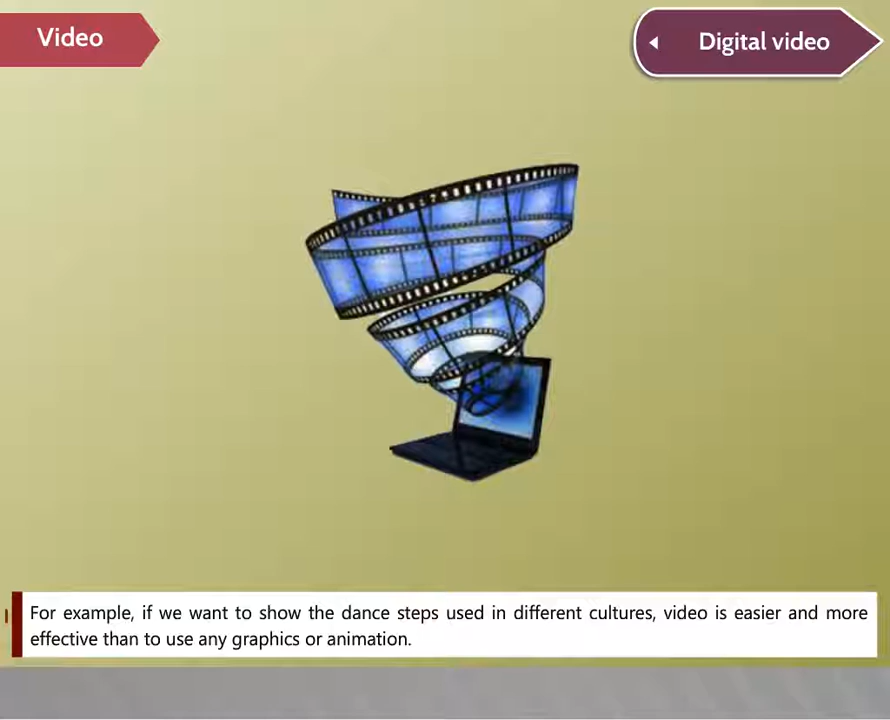 Video
Digital video
For example, if we want to show the dance steps used in different cultures, video is easier and more
effective than to use any graphics or animation.